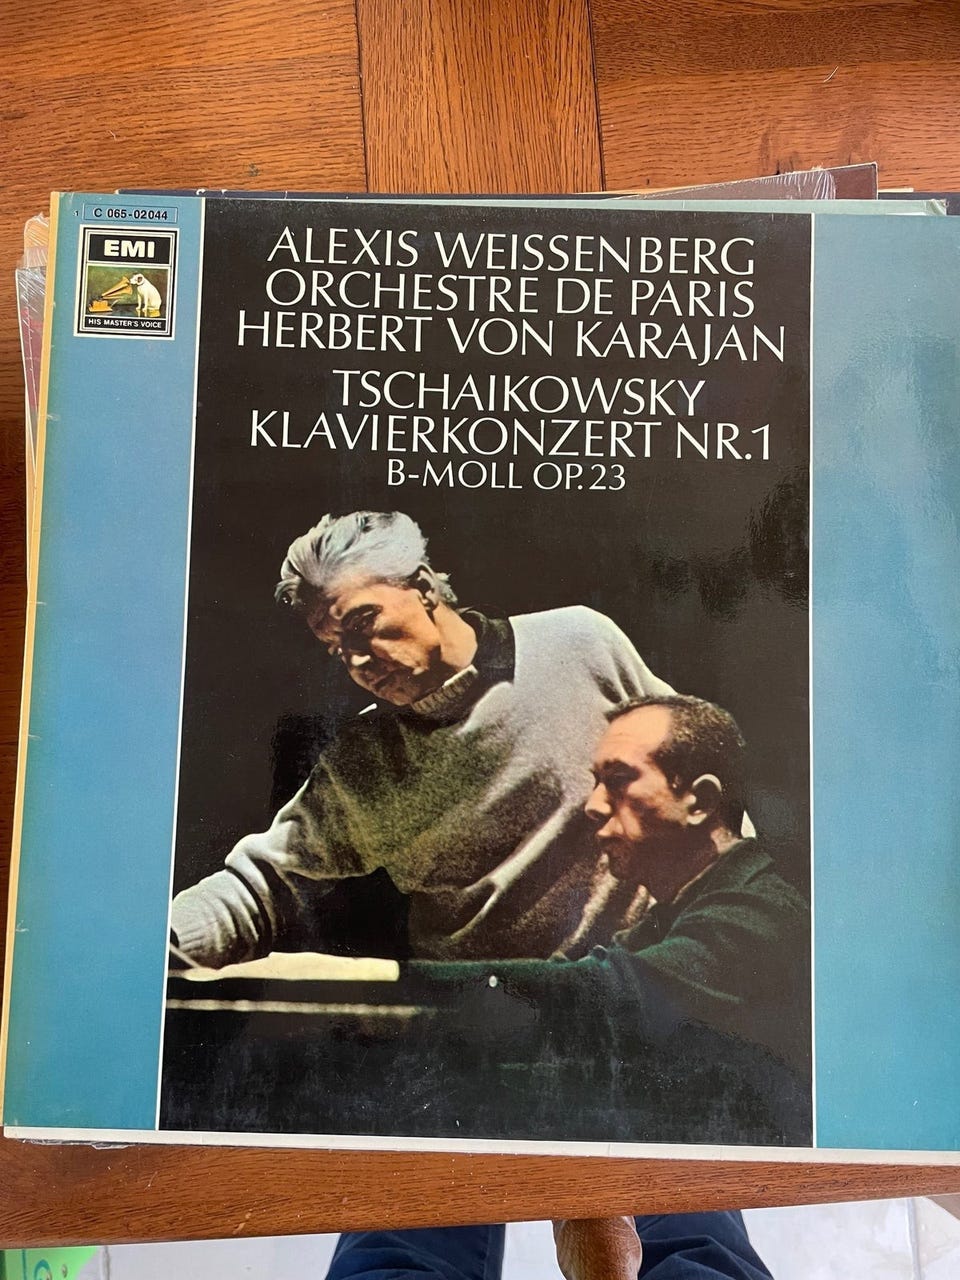 1 C 065-02044
EMI
HIS MASTER'S VOICE
ALEXIS WEISSENBERG
ORCHESTRE DE PARIS
HERBERT VON KARAJAN
TSCHAIKOWSKY
KLAVIERKONZERT NR.1
B-MOLL OP.23